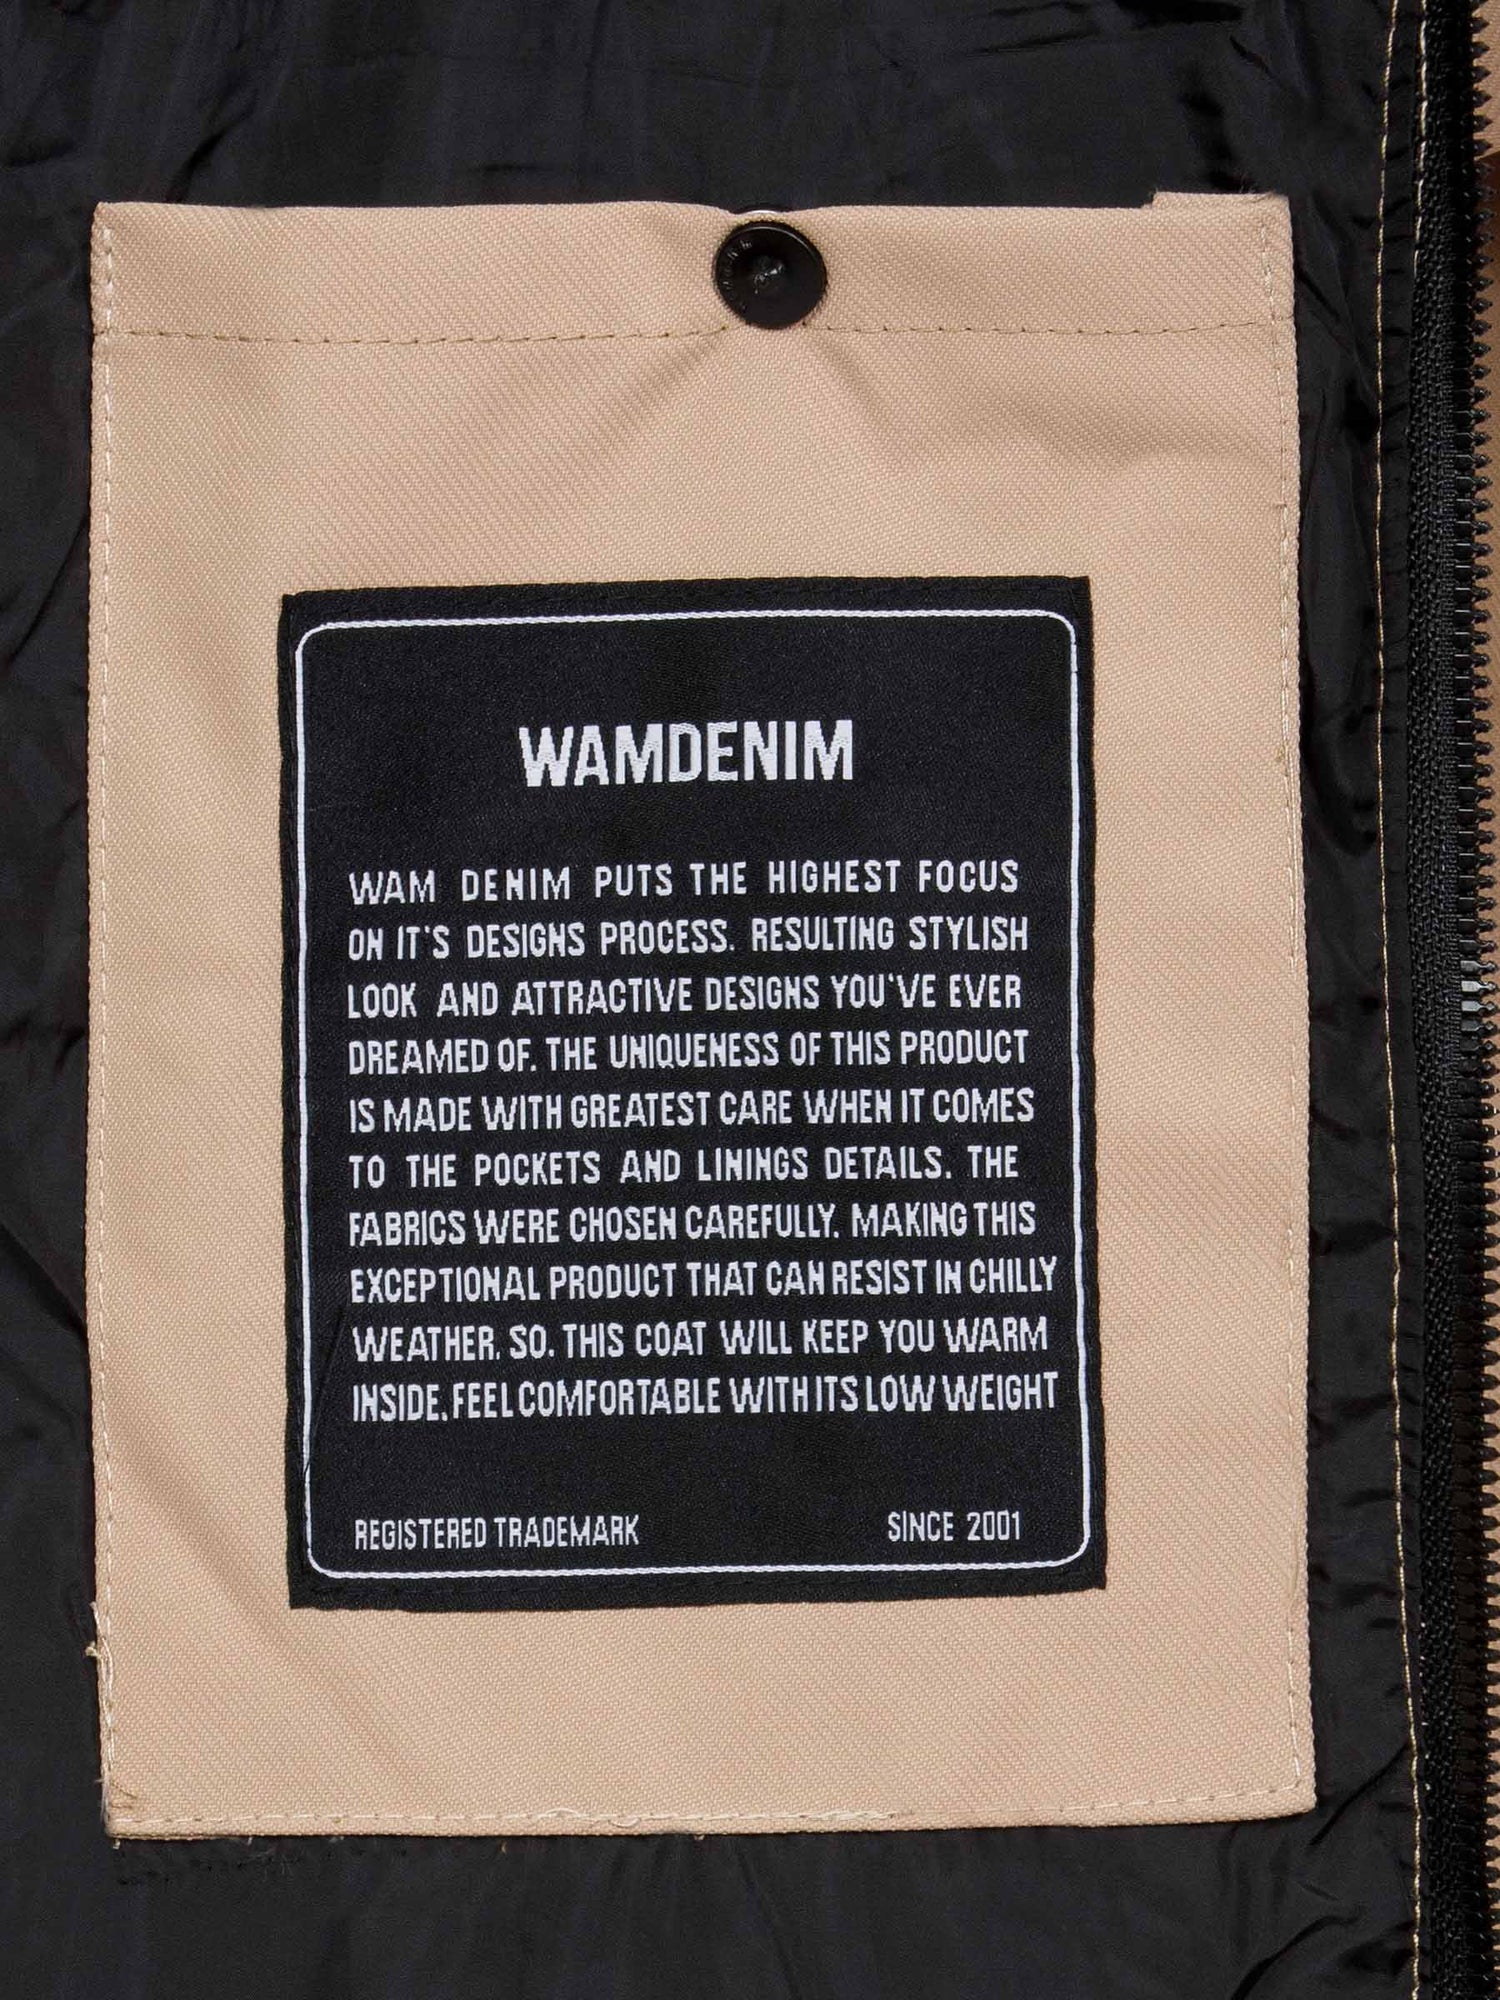 WAMDENIM
WAM DENIM PUTS THE HIGHEST FOCUS
ON IT'S DESIGNS PROCESS. RESULTING STYLISH
LOOK AND ATTRACTIVE DESIGNS YOU'VE EVER
DREAMED OF. THE UNIQUENESS OF THIS PRODUCT
IS MADE WITH GREATEST CARE WHEN IT COMES
TO THE POCKETS AND LININGS DETAILS. THE
FABRICS WERE CHOSEN CAREFULLY. MAKING THIS
EXCEPTIONAL PRODUCT THAT CAN RESIST IN CHILLY
WEATHER. SO. THIS COAT WILL KEEP YOU WARM
INSIDE. FEEL COMFORTABLE WITH ITS LOW WEIGHT
REGISTERED TRADEMARK SINCE 2001